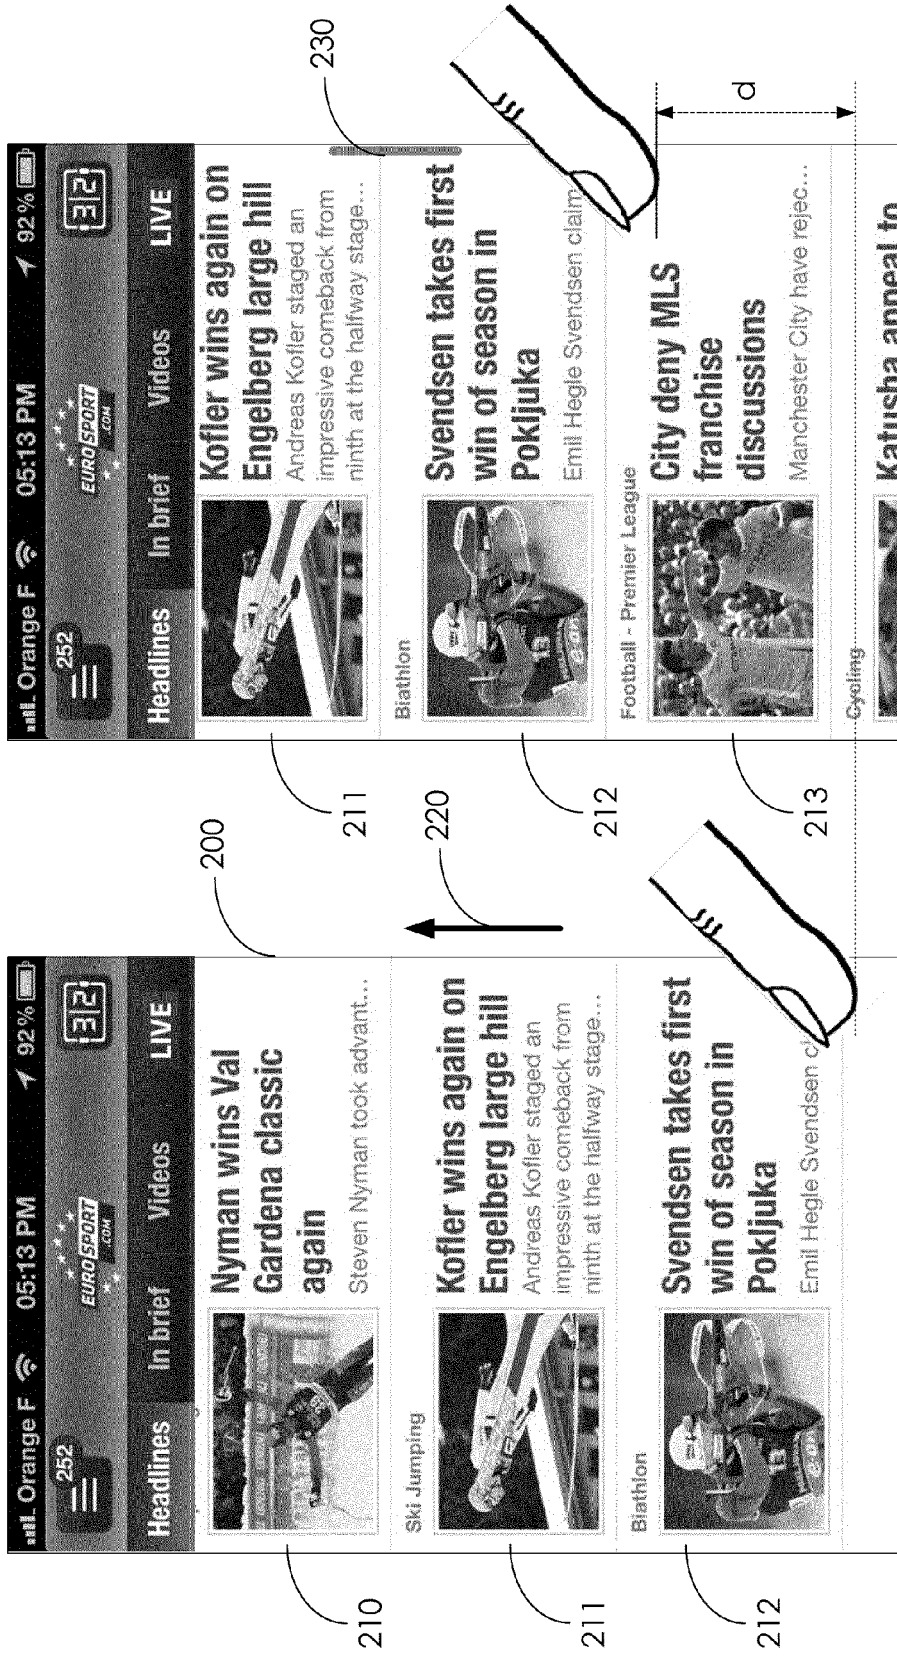 Orange F 05:13 PM 92%
252
EUROSPORT
.COM
32
Headlines In brief Videos LIVE
Nyman wins Val
Gardena classic
again
Steven Nyman took advant...
Ski Jumping
Kofler wins again on
Engelberg large hill
Andreas Kofler staged an
impressive comeback from
ninth at the halfway stage...
Biathlon
Svendsen takes first
win of season in
Pokljuka
Emil Hegle Svendsen cl
210
211
212
200
220
Orange F 05:13 PM 92%
252
EUROSPORT
.COM
32
Headlines In brief Videos LIVE
Kofler wins again on
Engelberg large hill
Andreas Kofler staged an
impressive comeback from
ninth at the halfway stage...
Biathlon
Svendsen takes first
win of season in
Pokljuka
Emil Hegle Svendsen claim
Football - Premier League
City deny MLS
franchise
discussions
Manchester City have rejec...
Cycling
Katusha appeal to
211
212
213
230
d